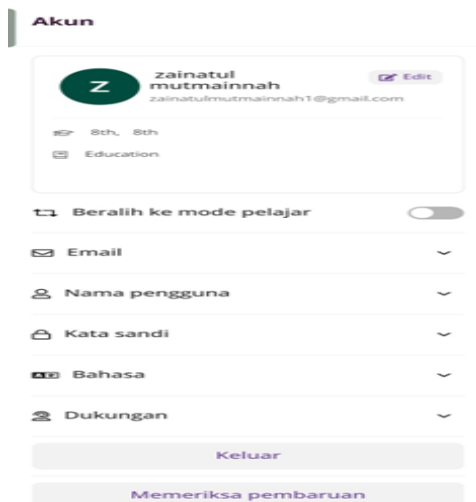 Akun
Z
zainatul
mutmainnah
Edit
zainatulmutmainnah1@gmail.com
8th, 8th
Education
Beralih ke mode pelajar
Email
Nama pengguna
Kata sandi
Bahasa
Dukungan
Keluar
Memeriksa pembaruan